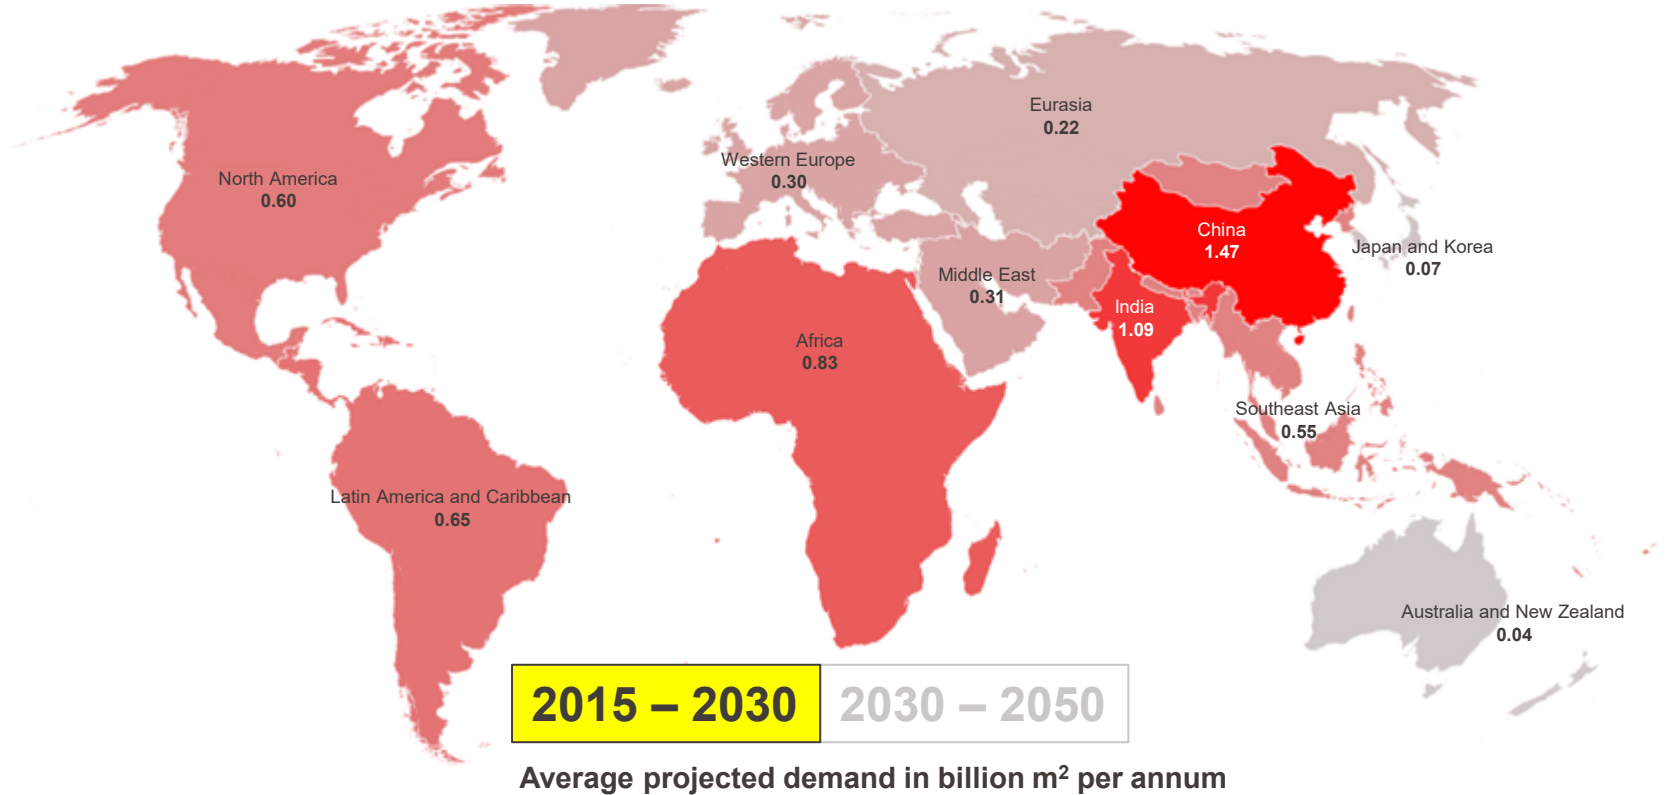 Eurasia
0.22
Western Europe
0.30
North America
0.60
China
1.47
Japan and Korea
0.07
Middle East
0.31
India
1.09
Africa
0.83
Southeast Asia
0.55
Latin America and Caribbean
0.65
Australia and New Zealand
0.04
2015 – 2030
2030 – 2050
Average projected demand in billion m² per annum